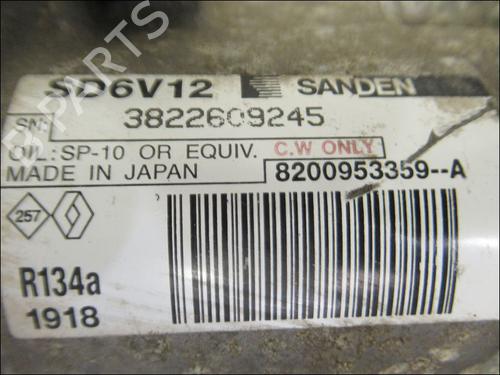 SD6V12 SANDEN
SN: 3822609245
OIL:SP-10 OR EQUIV. C.W ONLY
MADE IN JAPAN 8200953359--A
257
R134a
1918